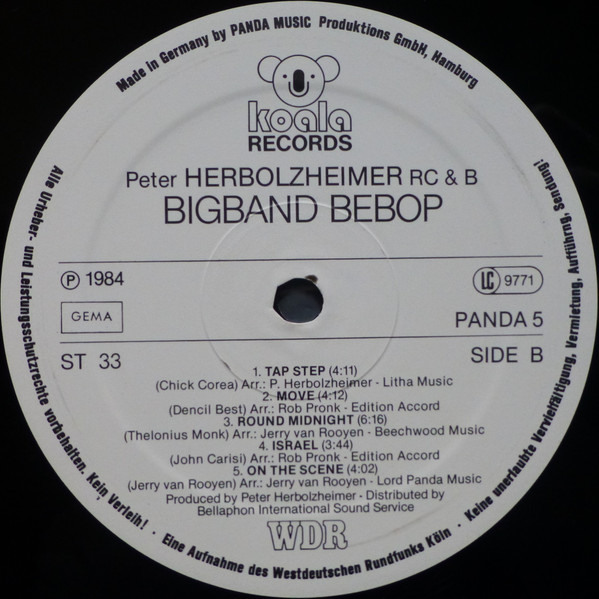 Made in Germany by PANDA MUSIC Produktions GmbH, Hamburg
koala
RECORDS
Peter HERBOLZHEIMER RC & B
BIGBAND BEBOP
Ⓟ 1984
LC 9771
GEMA
PANDA 5
ST 33
SIDE B
1. TAP STEP (4:11)
(Chick Corea) Arr.: P. Herbolzheimer - Litha Music
2. MOVE (4:12)
(Dencil Best) Arr.: Rob Pronk - Edition Accord
3. ROUND MIDNIGHT (6:16)
(Thelonius Monk) Arr.: Jerry van Rooyen - Beechwood Music
4. ISRAEL (3:44)
(John Carisi) Arr.: Rob Pronk - Edition Accord
5. ON THE SCENE (4:02)
(Jerry van Rooyen) Arr.: Jerry van Rooyen - Lord Panda Music
Produced by Peter Herbolzheimer - Distributed by
Bellaphon International Sound Service
WDR
Alle Urheber- und Leistungsschutzrechte vorbehalten. Kein Verleih! · Eine Aufnahme des Westdeutschen Rundfunks Köln · Keine unerlaubte Vervielfältigung, Vermietung, Aufführung, Sendung!